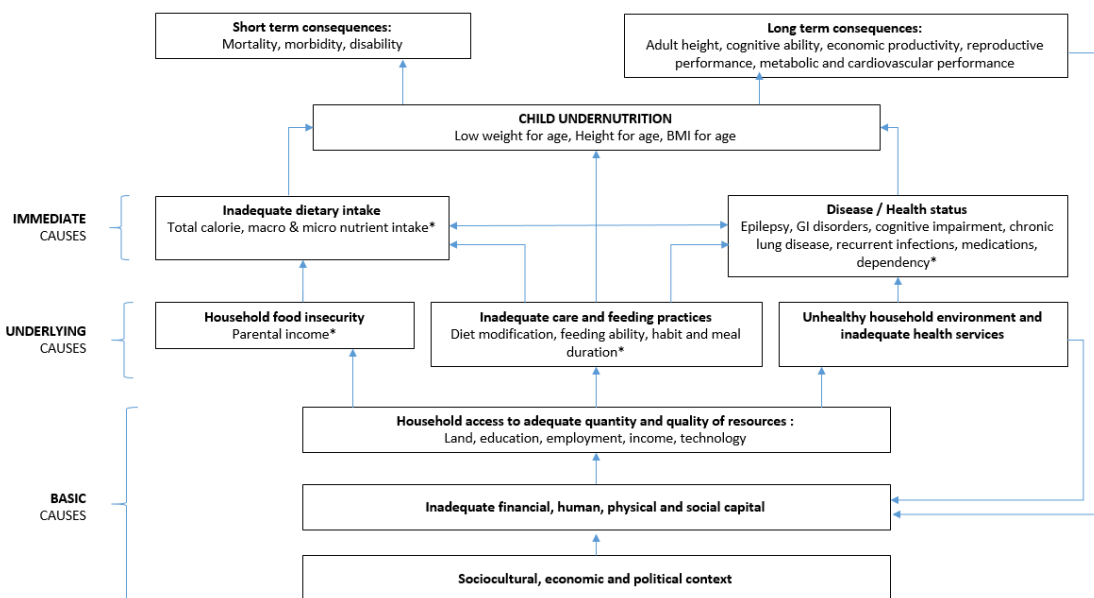 Short term consequences:
Mortality, morbidity, disability
Long term consequences:
Adult height, cognitive ability, economic productivity, reproductive
performance, metabolic and cardiovascular performance
CHILD UNDERNUTRITION
Low weight for age, Height for age, BMI for age
IMMEDIATE
CAUSES
Inadequate dietary intake
Total calorie, macro & micro nutrient intake*
Disease / Health status
Epilepsy, GI disorders, cognitive impairment, chronic
lung disease, recurrent infections, medications,
dependency*
UNDERLYING
CAUSES
Household food insecurity
Parental income*
Inadequate care and feeding practices
Diet modification, feeding ability, habit and meal
duration*
Unhealthy household environment and
inadequate health services
BASIC
CAUSES
Household access to adequate quantity and quality of resources :
Land, education, employment, income, technology
Inadequate financial, human, physical and social capital
Sociocultural, economic and political context